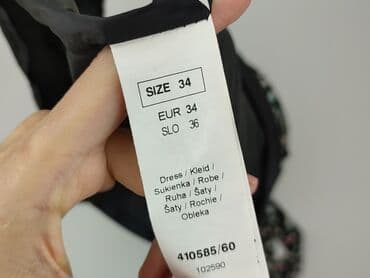 SIZE 34
EUR 34
SLO 36
Dress / Kleid /
Sukienka / Robe /
Ruha / Šaty /
Šaty / Rochie /
Obleka
410585/60
102590